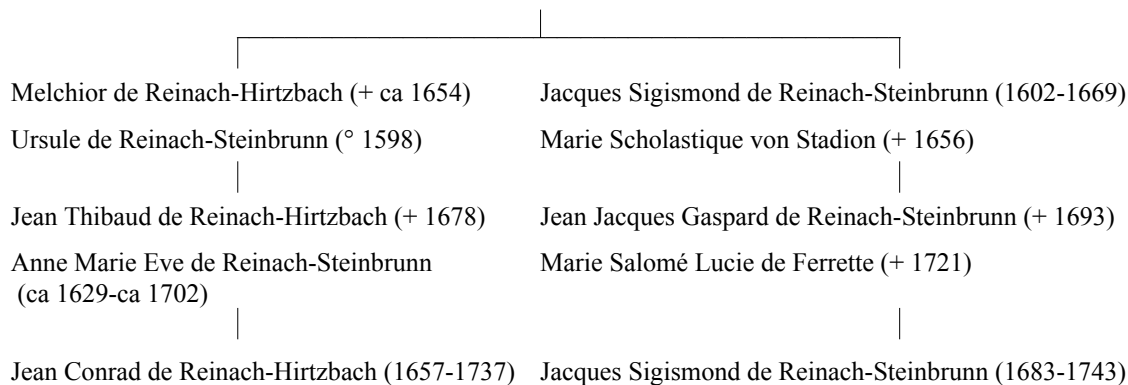 Melchior de Reinach-Hirtzbach (+ ca 1654)
Ursule de Reinach-Steinbrunn (° 1598)
Jean Thibaud de Reinach-Hirtzbach (+ 1678)
Anne Marie Eve de Reinach-Steinbrunn
(ca 1629-ca 1702)
Jean Conrad de Reinach-Hirtzbach (1657-1737)
Jacques Sigismond de Reinach-Steinbrunn (1602-1669)
Marie Scholastique von Stadion (+ 1656)
Jean Jacques Gaspard de Reinach-Steinbrunn (+ 1693)
Marie Salomé Lucie de Ferrette (+ 1721)
Jacques Sigismond de Reinach-Steinbrunn (1683-1743)